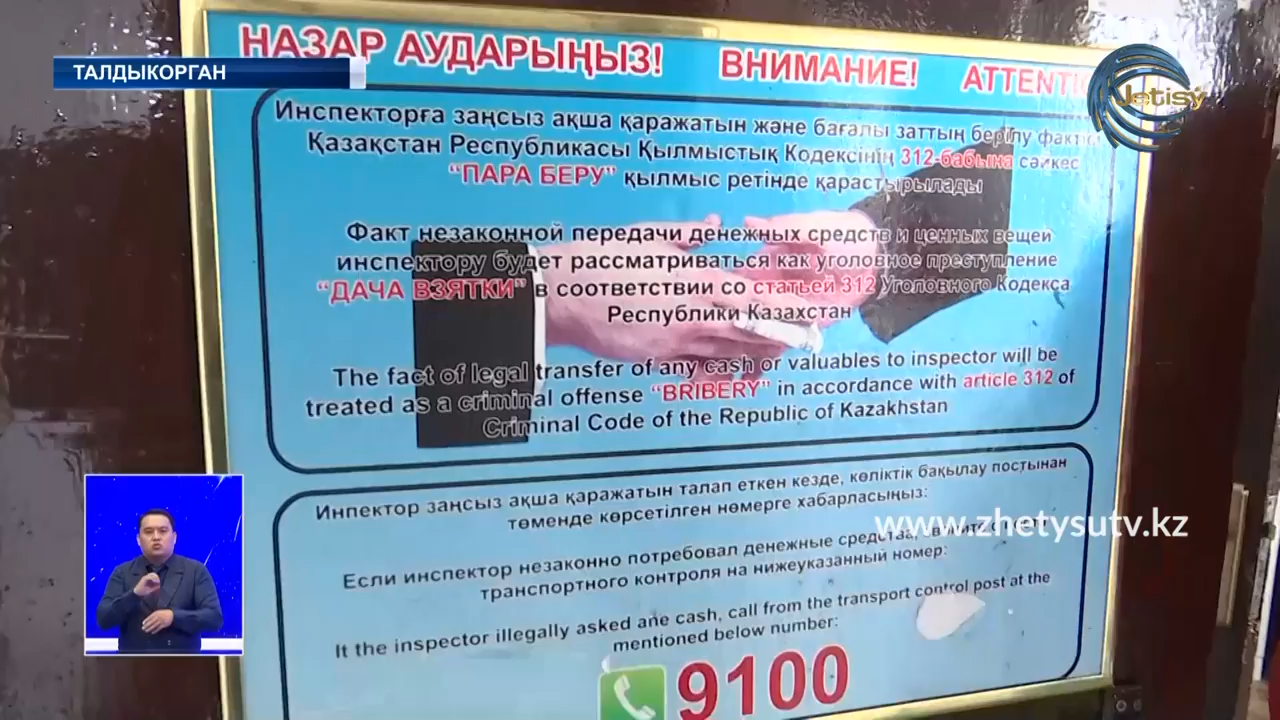 ТАЛДЫКОРГАН
НАЗАР АУДАРЫҢЫЗ! ВНИМАНИЕ!
Jetisý
Инспекторға заңсыз ақша қаражатын және бағалы заттың берілу
Қазақстан Республикасы Қылмыстық Кодексінің 312-бабына сәйкес
“ПАРА БЕРУ” қылмыс ретінде қарастырылады
Факт незаконной передачи денежных средств и ценных вещей
инспектору будет рассматриваться как уголовное преступление
“ДАЧА ВЗЯТКИ” в соответствии со статьей 312 Уголовного Кодекса
Республики Казахстан
The fact of legal transfer of any cash or valuables to inspector will be
treated as a criminal offense “BRIBERY” in accordance with article 312 of
Criminal Code of the Republic of Kazakhstan
Инпектор заңсыз ақша қаражатын талап еткен кезде, көліктік бақылау постынан
төменде көрсетілген нөмерге хабарласыңыз:
www.zhetysutv.kz
Если инспектор незаконно потребовал денежные средства,
транспортного контроля на нижеуказанный номер:
It the inspector illegally asked ane cash, call from the transport control post at the
mentioned below number:
9100